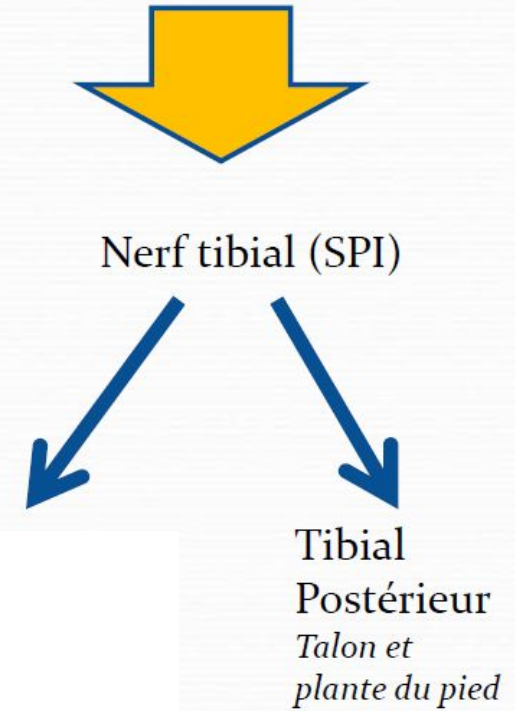 Nerf tibial (SPI)
Tibial
Postérieur
Talon et
plante du pied